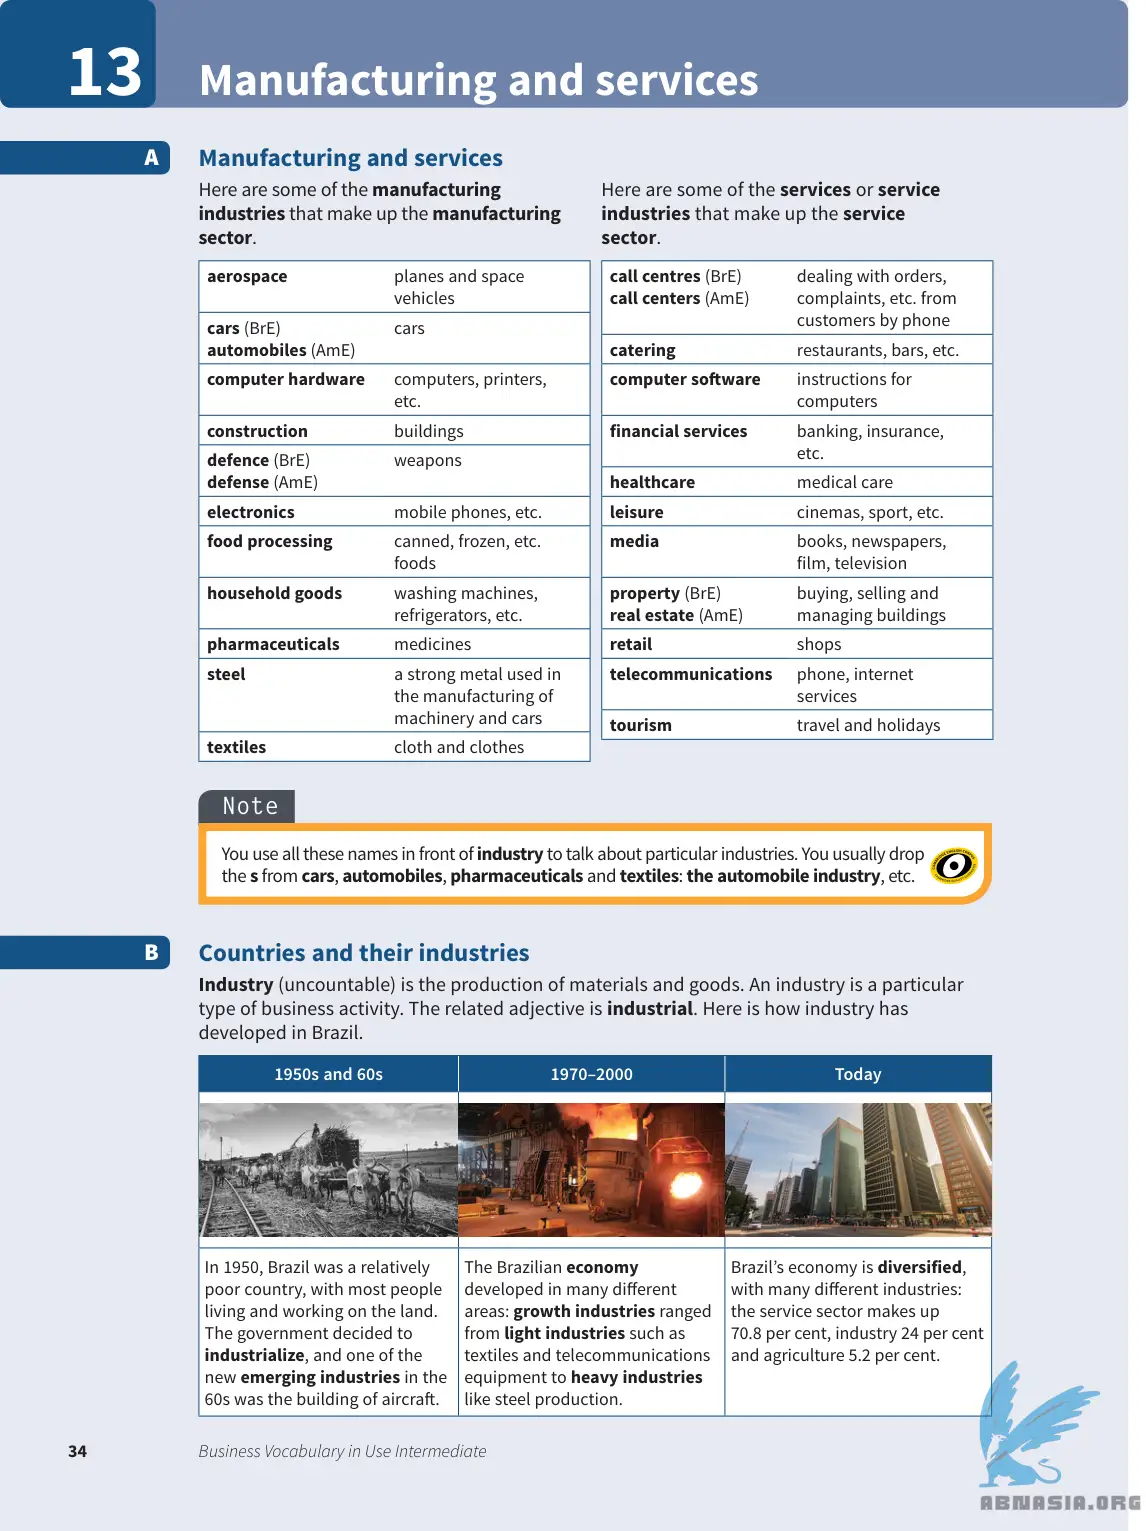 13
Manufacturing and services
A
Manufacturing and services
Here are some of the manufacturing
industries that make up the manufacturing
sector.
aerospace planes and space
vehicles
cars (BrE) cars
automobiles (AmE)
computer hardware computers, printers,
etc.
construction buildings
defence (BrE) weapons
defense (AmE)
electronics mobile phones, etc.
food processing canned, frozen, etc.
foods
household goods washing machines,
refrigerators, etc.
pharmaceuticals medicines
steel a strong metal used in
the manufacturing of
machinery and cars
textiles cloth and clothes
Here are some of the services or service
industries that make up the service
sector.
call centres (BrE) dealing with orders,
call centers (AmE) complaints, etc. from
customers by phone
catering restaurants, bars, etc.
computer software instructions for
computers
financial services banking, insurance,
etc.
healthcare medical care
leisure cinemas, sport, etc.
media books, newspapers,
film, television
property (BrE) buying, selling and
real estate (AmE) managing buildings
retail shops
telecommunications phone, internet
services
tourism travel and holidays
Note
You use all these names in front of industry to talk about particular industries. You usually drop
the s from cars, automobiles, pharmaceuticals and textiles: the automobile industry, etc.
B
Countries and their industries
Industry (uncountable) is the production of materials and goods. An industry is a particular
type of business activity. The related adjective is industrial. Here is how industry has
developed in Brazil.
1950s and 60s
1970–2000
Today
In 1950, Brazil was a relatively
poor country, with most people
living and working on the land.
The government decided to
industrialize, and one of the
new emerging industries in the
60s was the building of aircraft.
The Brazilian economy
developed in many different
areas: growth industries ranged
from light industries such as
textiles and telecommunications
equipment to heavy industries
like steel production.
Brazil's economy is diversified,
with many different industries:
the service sector makes up
70.8 per cent, industry 24 per cent
and agriculture 5.2 per cent.
34
Business Vocabulary in Use Intermediate
ABNASIA.ORG